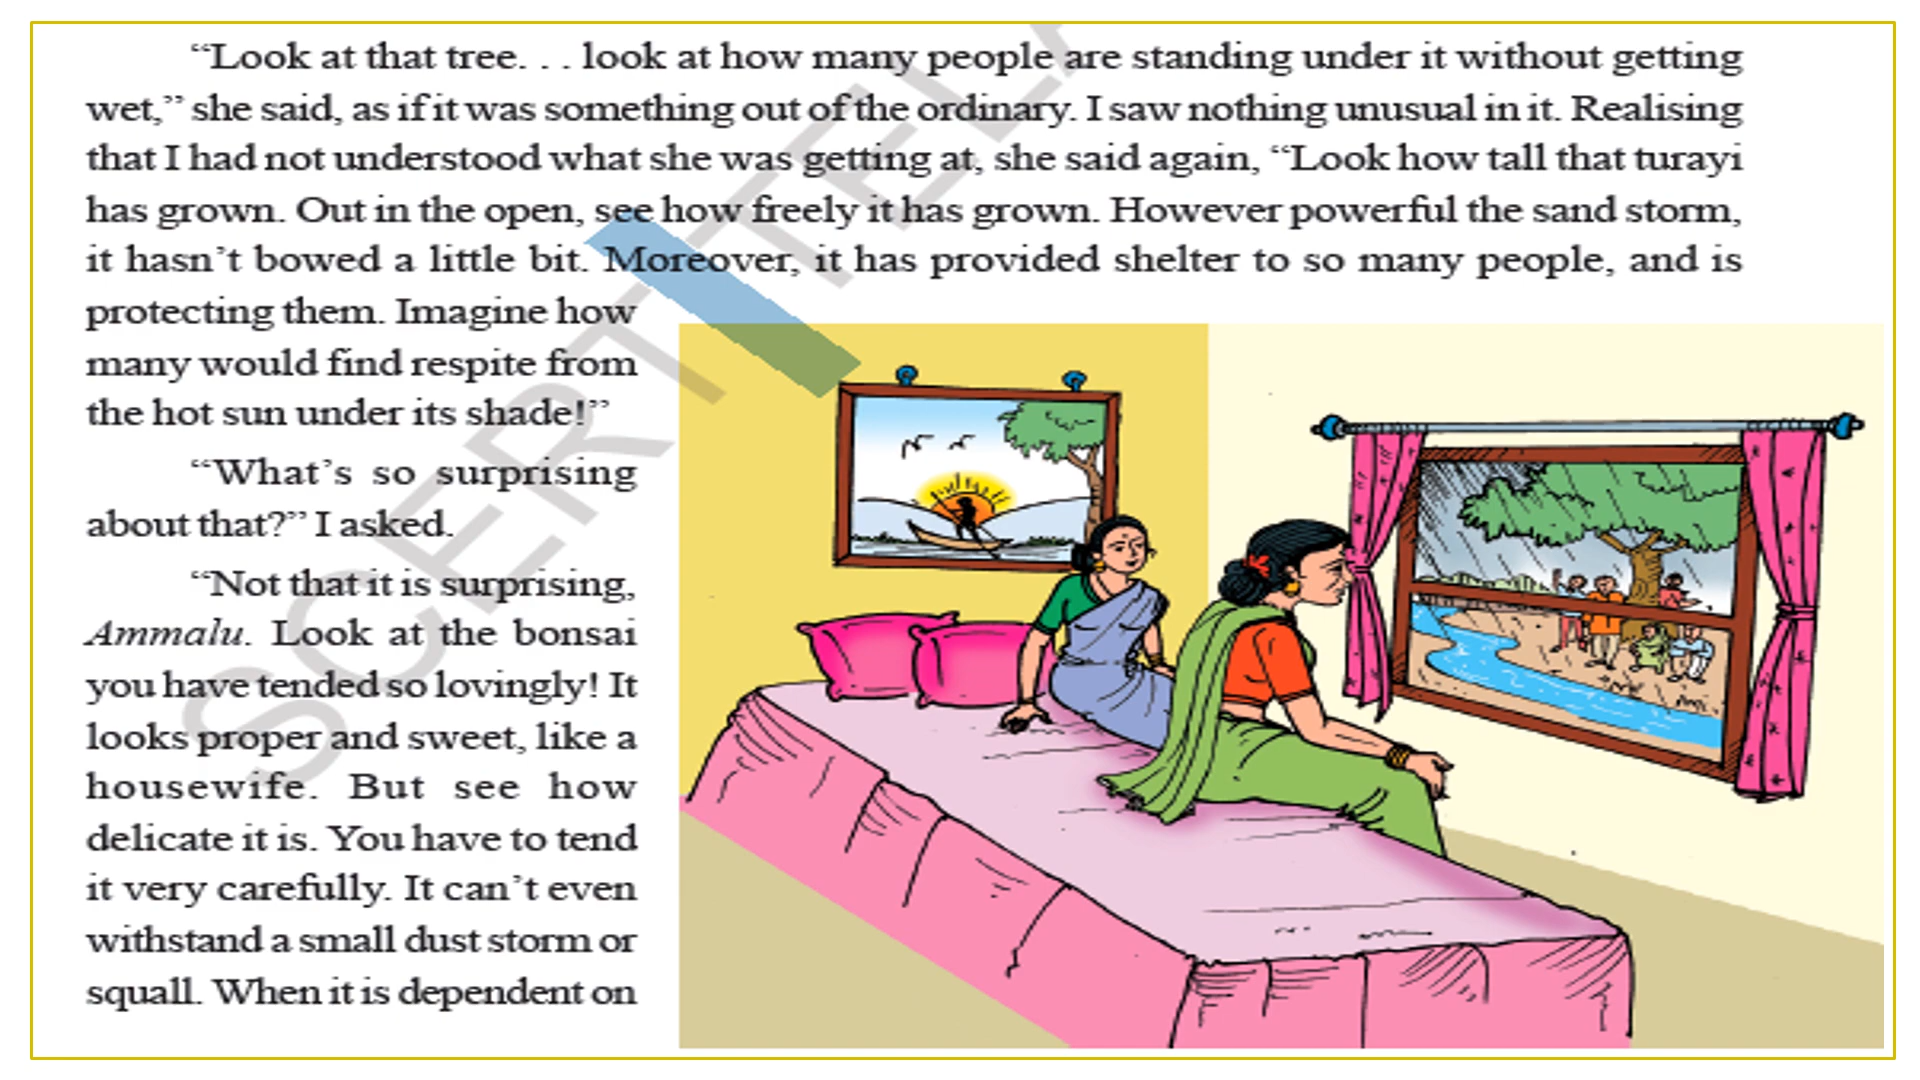 “Look at that tree. . . look at how many people are standing under it without getting
wet,” she said, as if it was something out of the ordinary. I saw nothing unusual in it. Realising
that I had not understood what she was getting at, she said again, “Look how tall that turayi
has grown. Out in the open, see how freely it has grown. However powerful the sand storm,
it hasn’t bowed a little bit. Moreover, it has provided shelter to so many people, and is
protecting them. Imagine how
many would find respite from
the hot sun under its shade!”
“What’s so surprising
about that?” I asked.
“Not that it is surprising,
Ammalu. Look at the bonsai
you have tended so lovingly! It
looks proper and sweet, like a
housewife. But see how
delicate it is. You have to tend
it very carefully. It can’t even
withstand a small dust storm or
squall. When it is dependent on
SCERT TELA